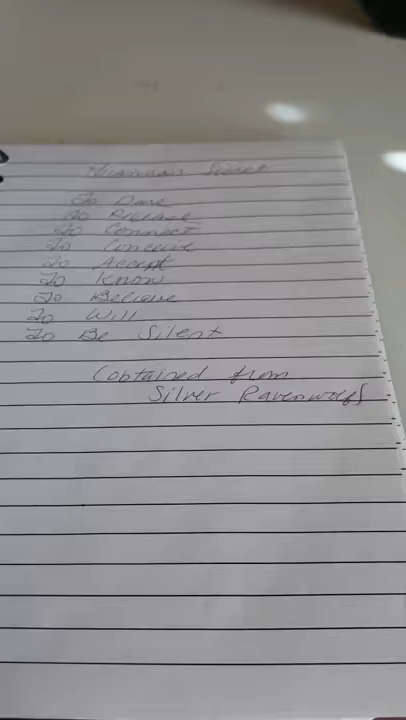 To Dare
To Release
To Connect
To Conceive
To Accept
To Know
To Believe
To Will
To Be Silent
(obtained from
Silver Ravenwolf)